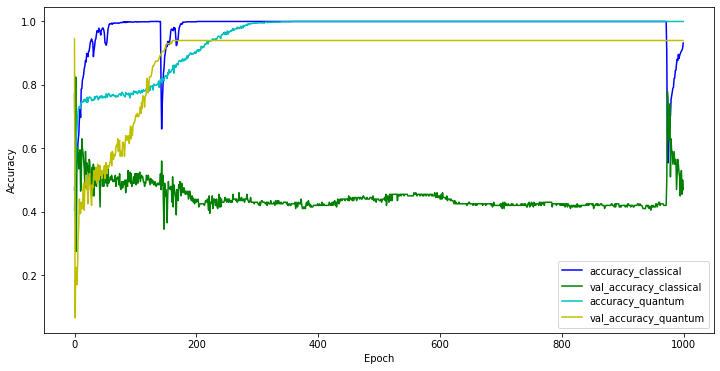 1.0
0.8
0.6
0.4
0.2
Accuracy
0 200 400 600 800 1000
Epoch
accuracy_classical
val_accuracy_classical
accuracy_quantum
val_accuracy_quantum